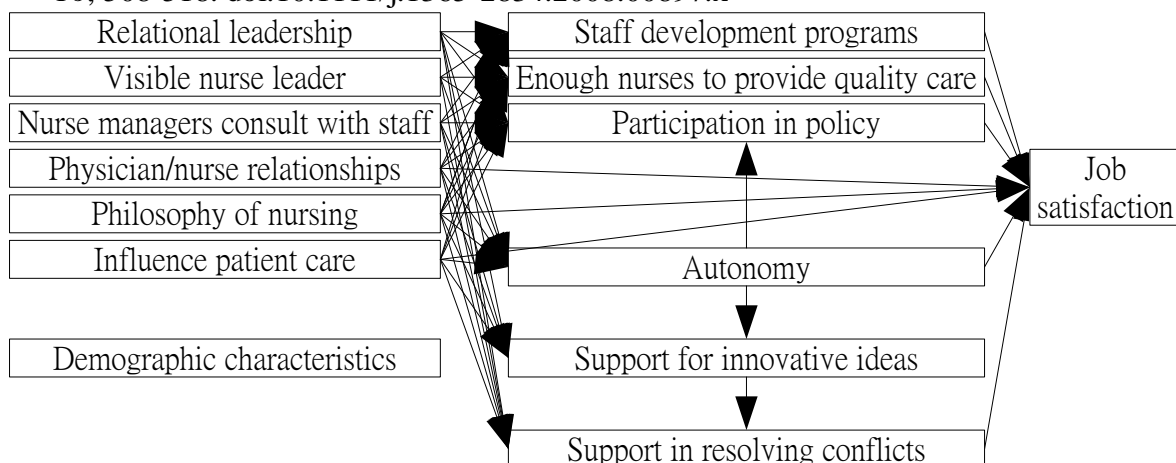 Relational leadership
Visible nurse leader
Nurse managers consult with staff
Physician/nurse relationships
Philosophy of nursing
Influence patient care
Demographic characteristics
Staff development programs
Enough nurses to provide quality care
Participation in policy
Autonomy
Support for innovative ideas
Support in resolving conflicts
Job
satisfaction